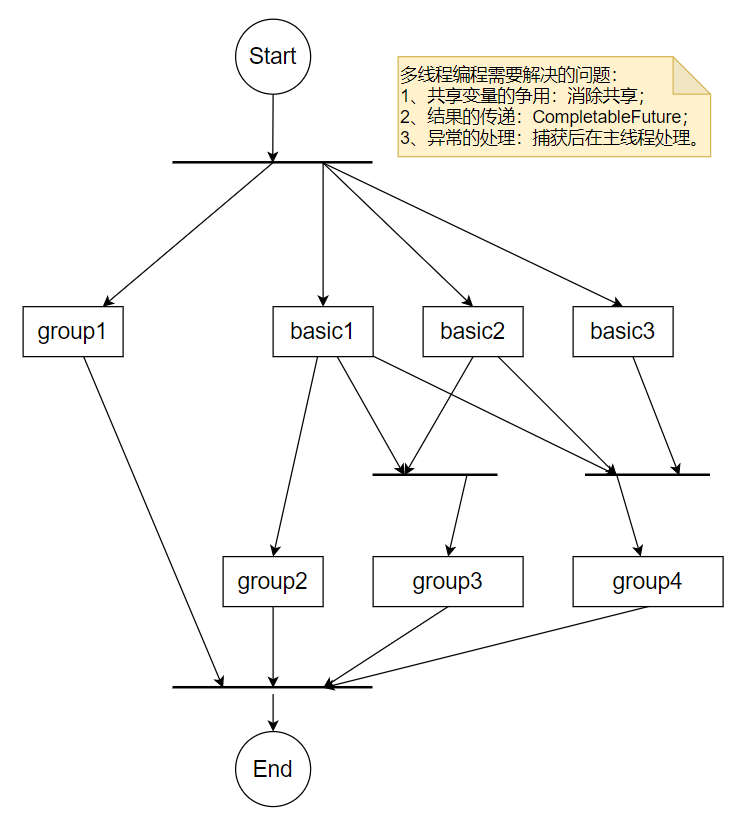 Start
多线程编程需要解决的问题：
1、共享变量的争用：消除共享；
2、结果的传递：CompletableFuture；
3、异常的处理：捕获后在主线程处理。
group1
basic1
basic2
basic3
group2
group3
group4
End